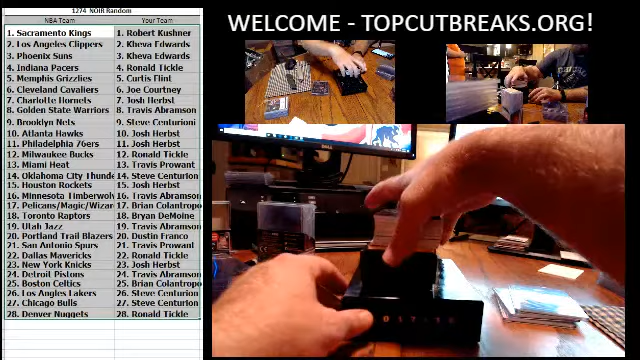 1274 NOIR Random
NBA Team Your Team
1. Sacramento Kings 1. Robert Kushner
2. Los Angeles Clippers 2. Kheva Edwards
3. Phoenix Suns 3. Kheva Edwards
4. Indiana Pacers 4. Ronald Tickle
5. Memphis Grizzlies 5. Curtis Flint
6. Cleveland Cavaliers 6. Joe Courtney
7. Charlotte Hornets 7. Josh Herbst
8. Golden State Warriors 8. Travis Abramson
9. Brooklyn Nets 9. Steve Centurioni
10. Atlanta Hawks 10. Josh Herbst
11. Philadelphia 76ers 11. Josh Herbst
12. Milwaukee Bucks 12. Ronald Tickle
13. Miami Heat 13. Travis Prowant
14. Oklahoma City Thunde 14. Steve Centurion
15. Houston Rockets 15. Josh Herbst
16. Minnesota Timberwol 16. Travis Abramson
17. Pelicans/Magic/Wizar 17. Brian Colantropo
18. Toronto Raptors 18. Bryan DeMoine
19. Utah Jazz 19. Travis Abramson
20. Portland Trail Blazers 20. Dustin Franco
21. San Antonio Spurs 21. Travis Prowant
22. Dallas Mavericks 22. Ronald Tickle
23. New York Knicks 23. Josh Herbst
24. Detroit Pistons 24. Travis Abramson
25. Boston Celtics 25. Brian Colantrop
26. Los Angeles Lakers 26. Steve Centurion
27. Chicago Bulls 27. Steve Centurion
28. Denver Nuggets 28. Ronald Tickle
WELCOME - TOPCUTBREAKS.ORG!
DELL